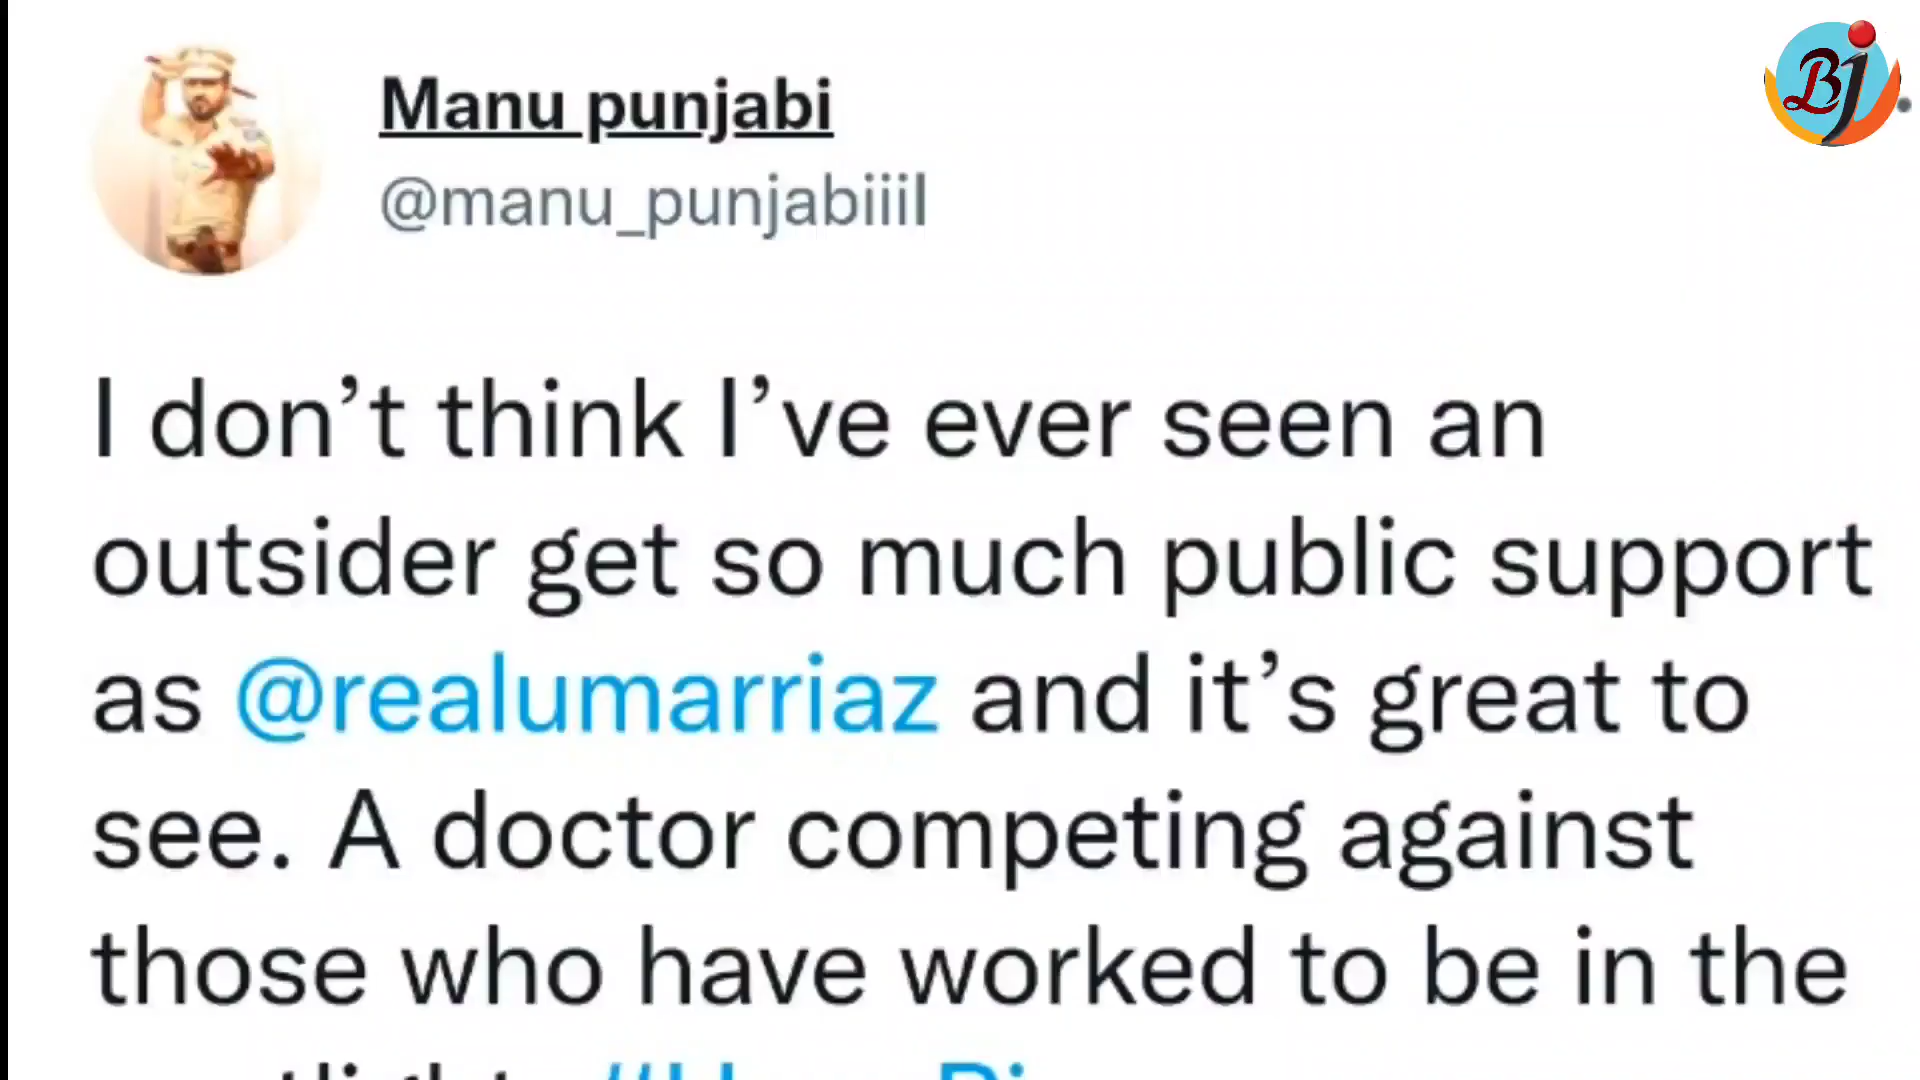 Manu punjabi
@manu_punjabiiil
I don’t think I’ve ever seen an
outsider get so much public support
as @realumarriaz and it’s great to
see. A doctor competing against
those who have worked to be in the
Bj